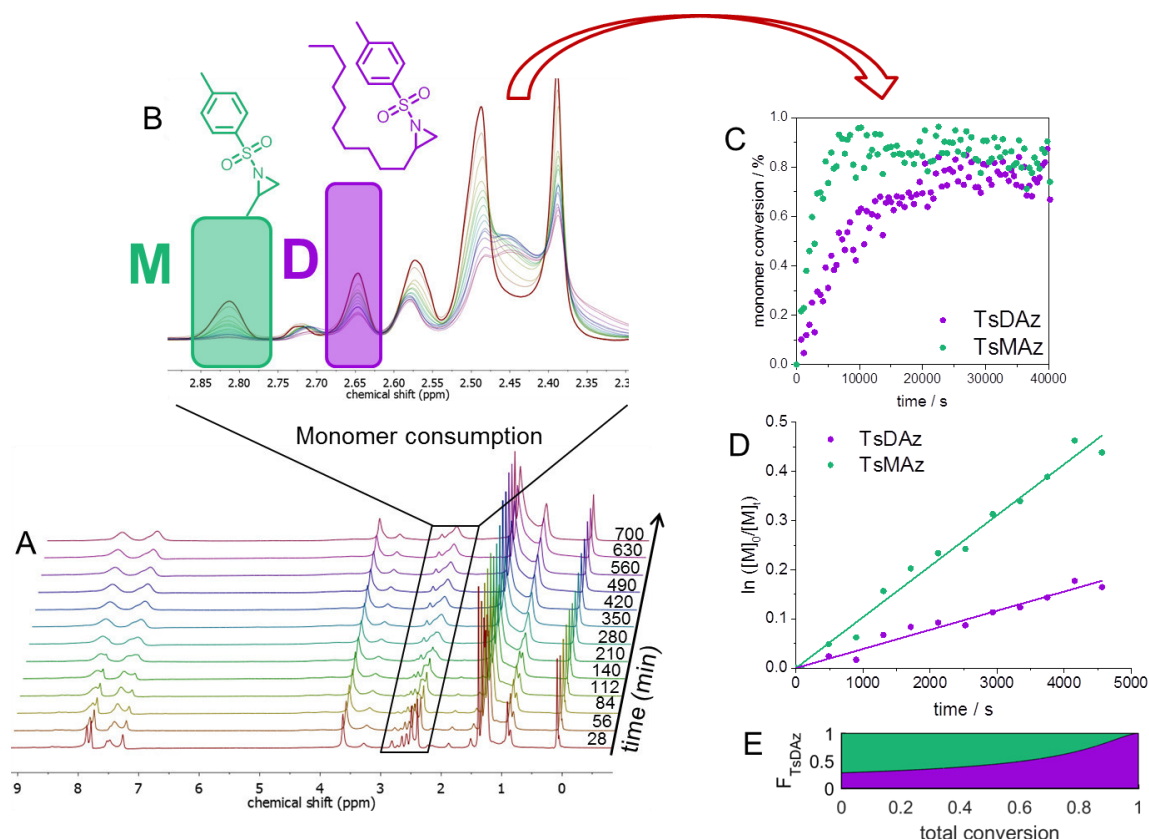 B
N
S
O
O
M
N
S
O
O
D
2.85 2.80 2.75 2.70 2.65 2.60 2.55 2.50 2.45 2.40 2.3
chemical shift (ppm)
Monomer consumption
A
700
630
560
490
420
350
280
210
140
112
84
56
28
time (min)
9 8 7 6 5 4 3 2 1 0
chemical shift (ppm)
C
monomer conversion / %
1.0
0.8
0.6
0.4
0.2
0.0
TsDAz
TsMAz
0 10000 20000 30000 40000
time / s
D
ln ([M]0/[M]t)
0.5
0.4
0.3
0.2
0.1
0.0
TsDAz
TsMAz
0 1000 2000 3000 4000 5000
time / s
E
FTsDAz
1
0.5
0
0 0.2 0.4 0.6 0.8 1
total conversion